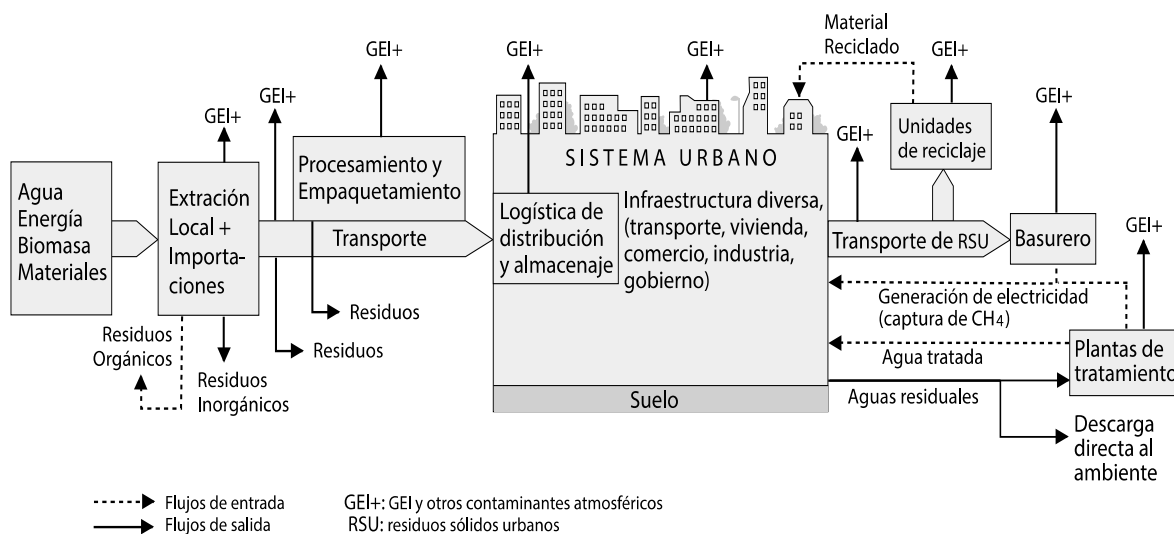 Material
Reciclado
GEI+
GEI+
GEI+
GEI+
GEI+
GEI+
GEI+
GEI+
GEI+
Agua
Energía
Biomasa
Materiales
Extración
Local +
Importa-
ciones
Procesamiento y
Empaquetamiento
Transporte
SISTEMA URBANO
Logística de
distribución
y almacenaje
Infraestructura diversa,
(transporte, vivienda,
comercio, industria,
gobierno)
Suelo
Unidades
de reciclaje
Transporte de RSU
Basurero
Generación de electricidad
(captura de CH4)
Agua tratada
Aguas residuales
Plantas de
tratamiento
Descarga
directa al
ambiente
Residuos
Residuos
Residuos
Orgánicos
Residuos
Inorgánicos
Flujos de entrada
Flujos de salida
GEI+: GEI y otros contaminantes atmosféricos
RSU: residuos sólidos urbanos